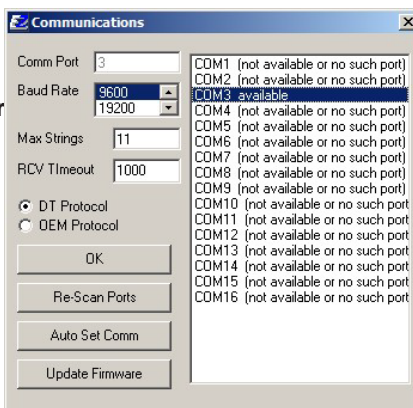 EZ Communications
Comm Port 3
Baud Rate 9600
19200
Max Strings 11
RCV TImeout 1000
DT Protocol
OEM Protocol
OK
Re-Scan Ports
Auto Set Comm
Update Firmware
COM1 (not available or no such port)
COM2 (not available or no such port)
COM3 available
COM4 (not available or no such port)
COM5 (not available or no such port)
COM6 (not available or no such port)
COM7 (not available or no such port)
COM8 (not available or no such port)
COM9 (not available or no such port)
COM10 (not available or no such port
COM11 (not available or no such port
COM12 (not available or no such port
COM13 (not available or no such port
COM14 (not available or no such port
COM15 (not available or no such port
COM16 (not available or no such port
r